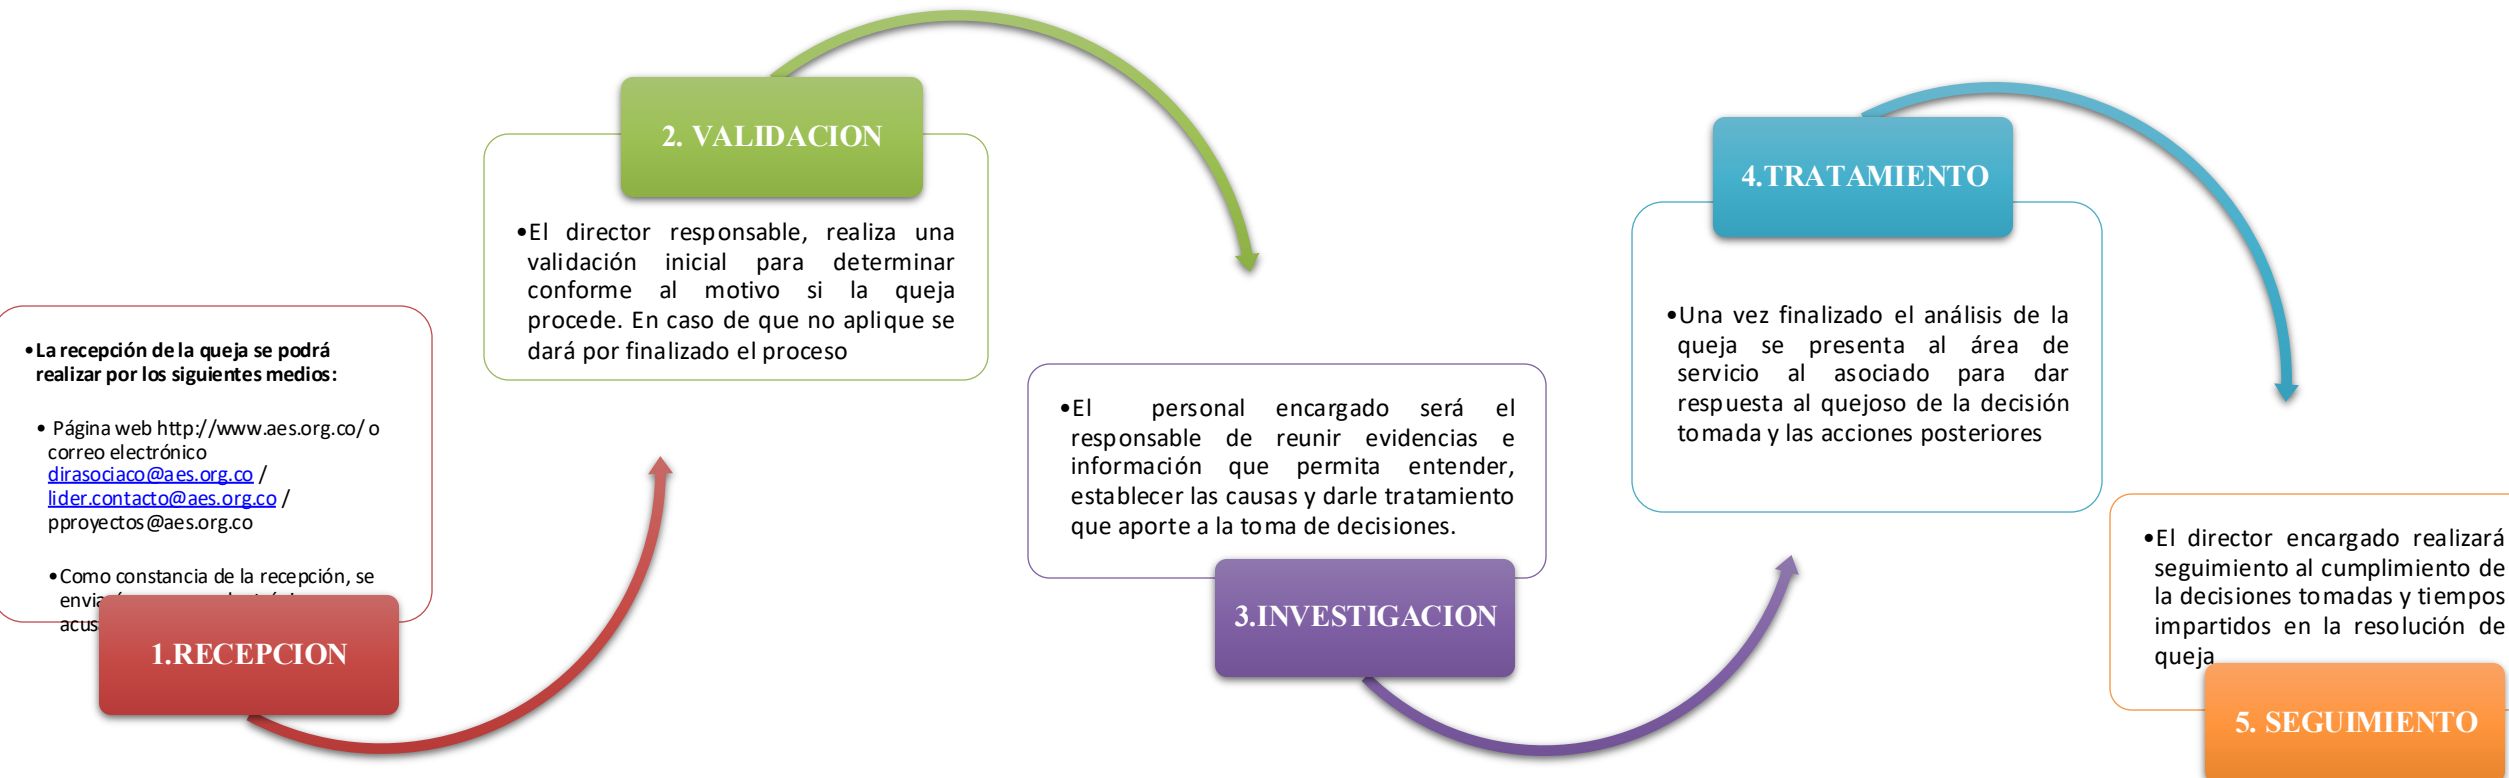 •La recepción de la queja se podrá
realizar por los siguientes medios:
• Página web http://www.aes.org.co/ o
correo electrónico
dirasociaco@aes.org.co /
lider.contacto@aes.org.co /
pproyectos@aes.org.co
•Como constancia de la recepción, se
1.RECEPCION
2. VALIDACION
•El director responsable, realiza una
validación inicial para determinar
conforme al motivo si la queja
procede. En caso de que no aplique se
dará por finalizado el proceso
•El personal encargado será el
responsable de reunir evidencias e
información que permita entender,
establecer las causas y darle tratamiento
que aporte a la toma de decisiones.
3.INVESTIGACION
4.TRATAMIENTO
•Una vez finalizado el análisis de la
queja se presenta al área de
servicio al asociado para dar
respuesta al quejoso de la decisión
tomada y las acciones posteriores
•El director encargado realizará
seguimiento al cumplimiento de
la decisiones tomadas y tiempos
impartidos en la resolución de
queja
5. SEGUIMIENTO